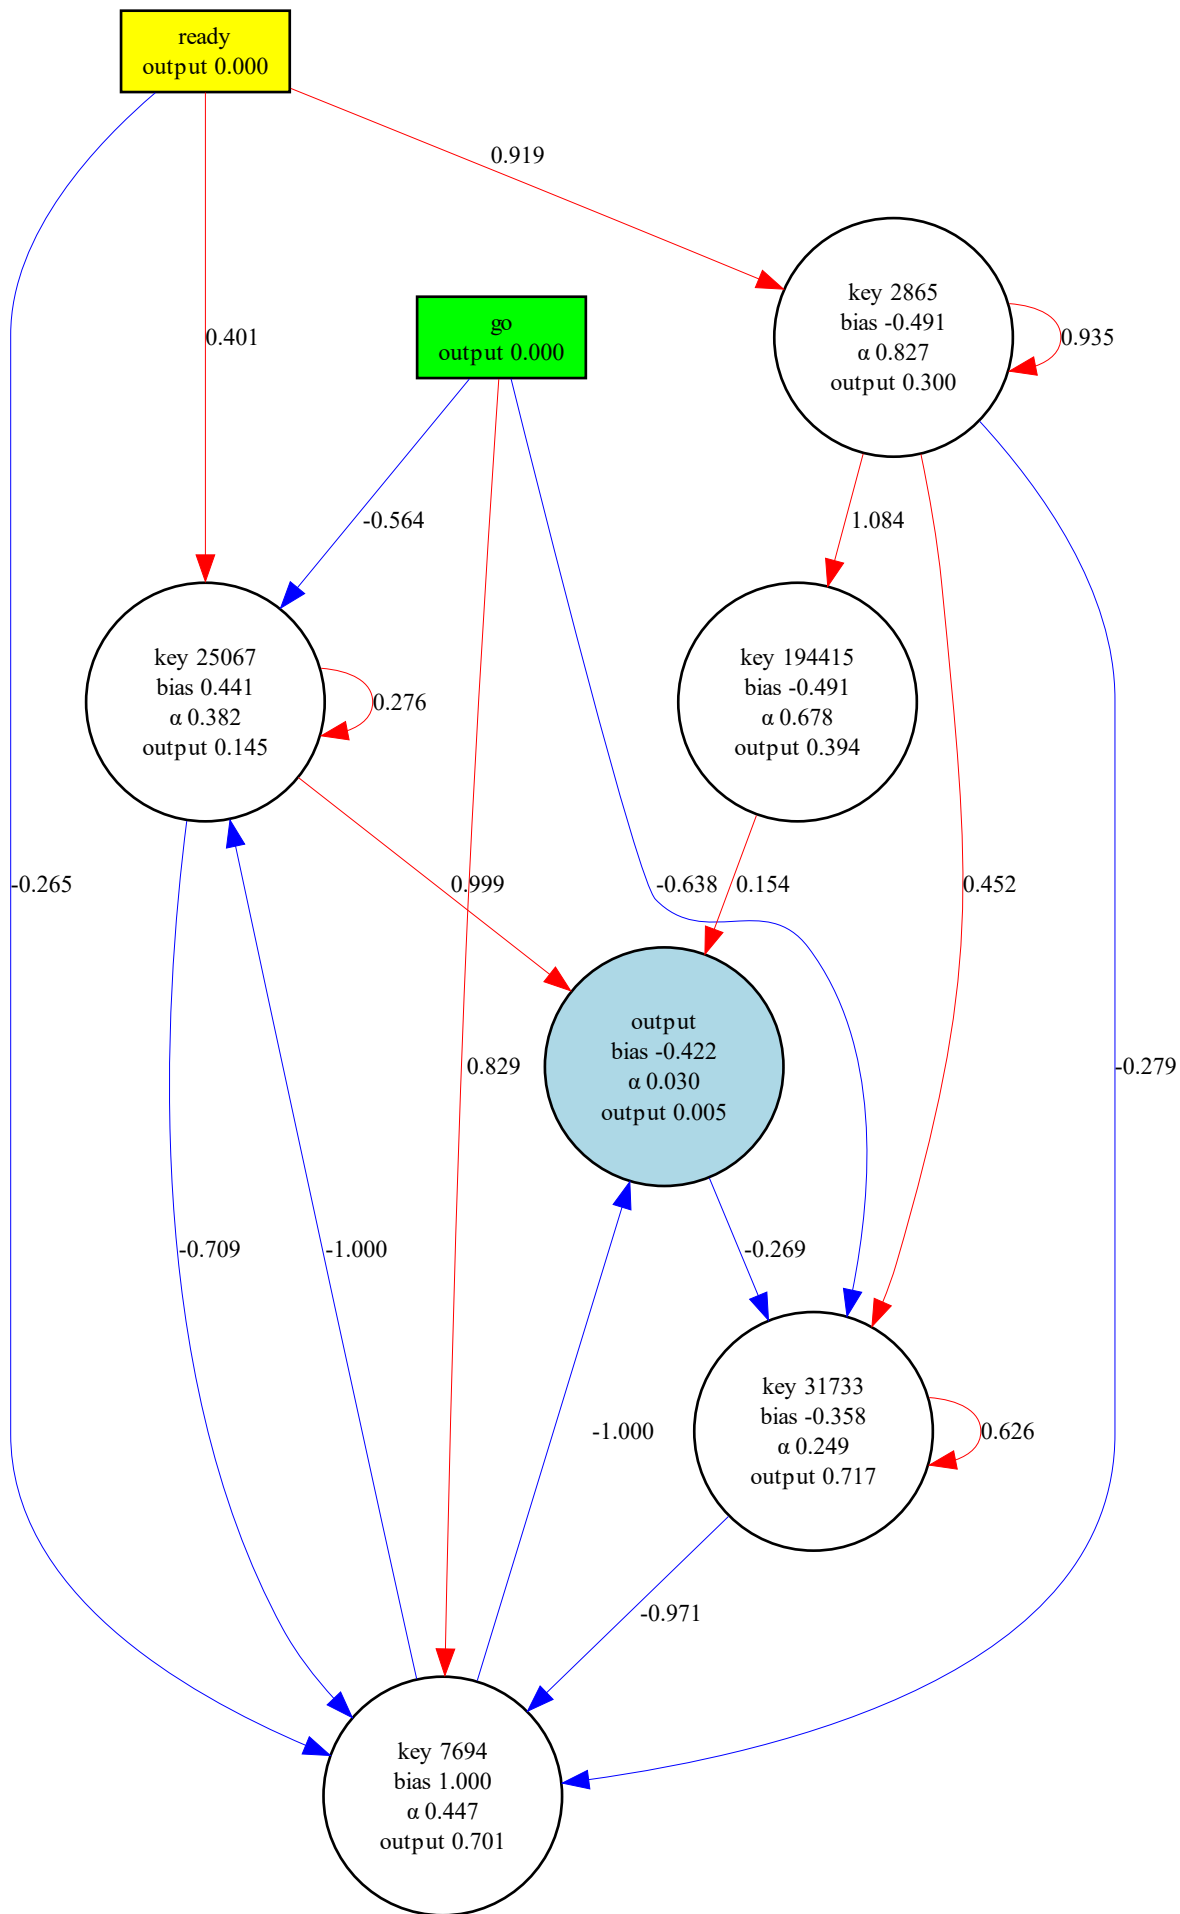 ready
output 0.000
0.919
go
output 0.000
0.401
key 2865
bias -0.491
α 0.827
output 0.300
0.935
-0.564
1.084
key 25067
bias 0.441
α 0.382
output 0.145
0.276
key 194415
bias -0.491
α 0.678
output 0.394
-0.265
0.999
-0.638
0.154
0.452
output
bias -0.422
α 0.030
output 0.005
0.829
-0.279
-0.709
-1.000
-0.269
key 31733
bias -0.358
α 0.249
output 0.717
-1.000
0.626
-0.971
key 7694
bias 1.000
α 0.447
output 0.701